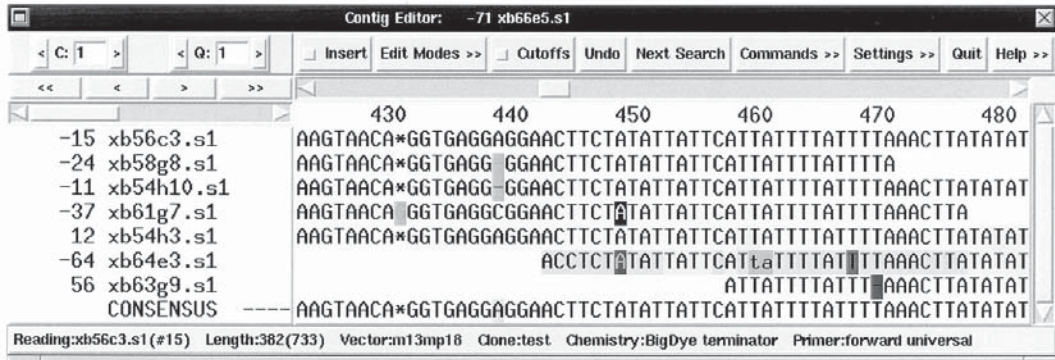 Contig Editor: -71 xb66e5.s1
< C: 1 > < Q: 1 > Insert Edit Modes >> Cutoffs Undo Next Search Commands >> Settings >> Quit Help >>
<< < > >>
430 440 450 460 470 480
-15 xb56c3.s1 AAGTAACA*GGTGAGGAGGAACTTCTATATTATTCATTATTTTATTTTAAACTTATATAT
-24 xb58g8.s1 AAGTAACA*GGTGAGG-GGAACTTCTATATTATTCATTATTTTATTTTA
-11 xb54h10.s1 AAGTAACA*GGTGAGG-GGAACTTCTATATTATTCATTATTTTATTTTAAACTTATATAT
-37 xb61g7.s1 AAGTAACA GGTGAGGCGGAACTTCTATATTATTCATTATTTTATTTTAAACTTA
12 xb54h3.s1 AAGTAACA*GGTGAGGAGGAACTTCTATATTATTCATTATTTTATTTTAAACTTATATAT
-64 xb64e3.s1 ACCTCTATATTATTCATtaTTTTATTTTAAACTTATATAT
56 xb63g9.s1 ATTATTTTATTT-AAACTTATATAT
CONSENSUS ---- AAGTAACA*GGTGAGGAGGAACTTCTATATTATTCATTATTTTATTTTAAACTTATATAT
Reading:xb56c3.s1(#15) Length:382(733) Vector:m13mp18 Clone:test Chemistry:BigDye terminator Primer:forward universal